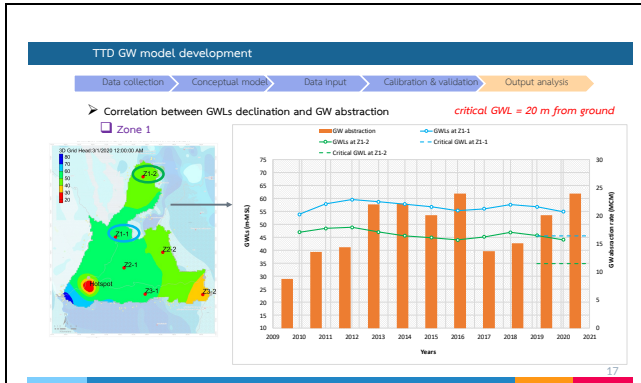 TTD GW model development
Data collection
Conceptual model
Data input
Calibration & validation
Output analysis
➤ Correlation between GWLs declination and GW abstraction
critical GWL = 20 m from ground
❑ Zone 1
3D Grid Head:3/1/2020 12:00:00 AM
80
70
60
50
40
30
20
Z1-2
Z1-1
Z2-2
Z2-1
Hotspot
Z3-1
Z3-2
GW abstraction
GWLs at Z1-1
GWLs at Z1-2
Critical GWL at Z1-1
Critical GWL at Z1-2
GWLs (m-MSL)
75
70
65
60
55
50
45
40
35
30
25
20
15
10
30
25
20
15
10
5
0
GW abstraction rate (MCM)
2009
2010
2011
2012
2013
2014
2015
2016
2017
2018
2019
2020
2021
Years
17